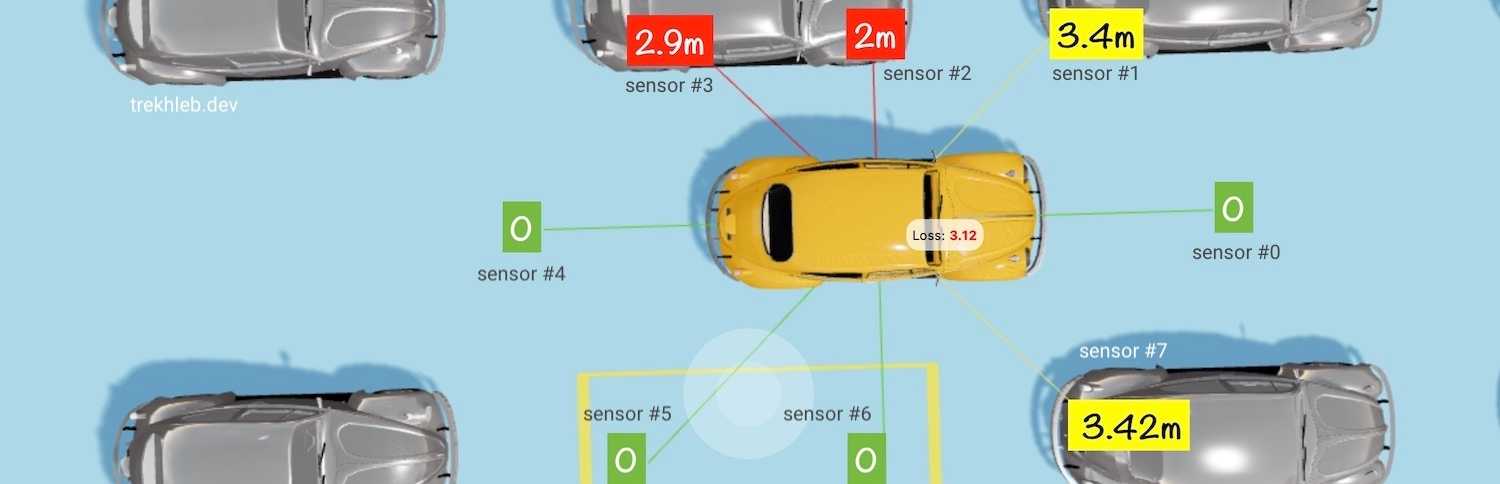 2.9m
2m
3.4m
sensor #3
sensor #2
sensor #1
trekhleb.dev
0
0
Loss: 3.12
sensor #4
sensor #0
sensor #7
sensor #5
sensor #6
3.42m
0
0